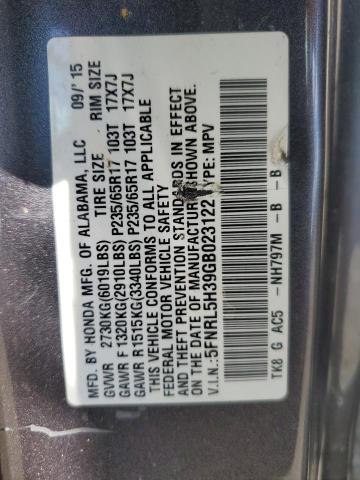 MFD. BY HONDA MFG. OF ALABAMA, LLC 09/'15
TIRE SIZE RIM SIZE
GVWR 2730KG(6019LBS)
GAWR F1320KG(2910LBS) P235/65R17 103T 17X7J
GAWR R1515KG(3340LBS) P235/65R17 103T 17X7J
THIS VEHICLE CONFORMS TO ALL APPLICABLE
FEDERAL MOTOR VEHICLE SAFETY
AND THEFT PREVENTION STANDARDS IN EFFECT
ON THE DATE OF MANUFACTURE SHOWN ABOVE.
V.I.N.:5FNRL5H39GB023122 TYPE: MPV
TK8 G AC5 -NH797M - B - B